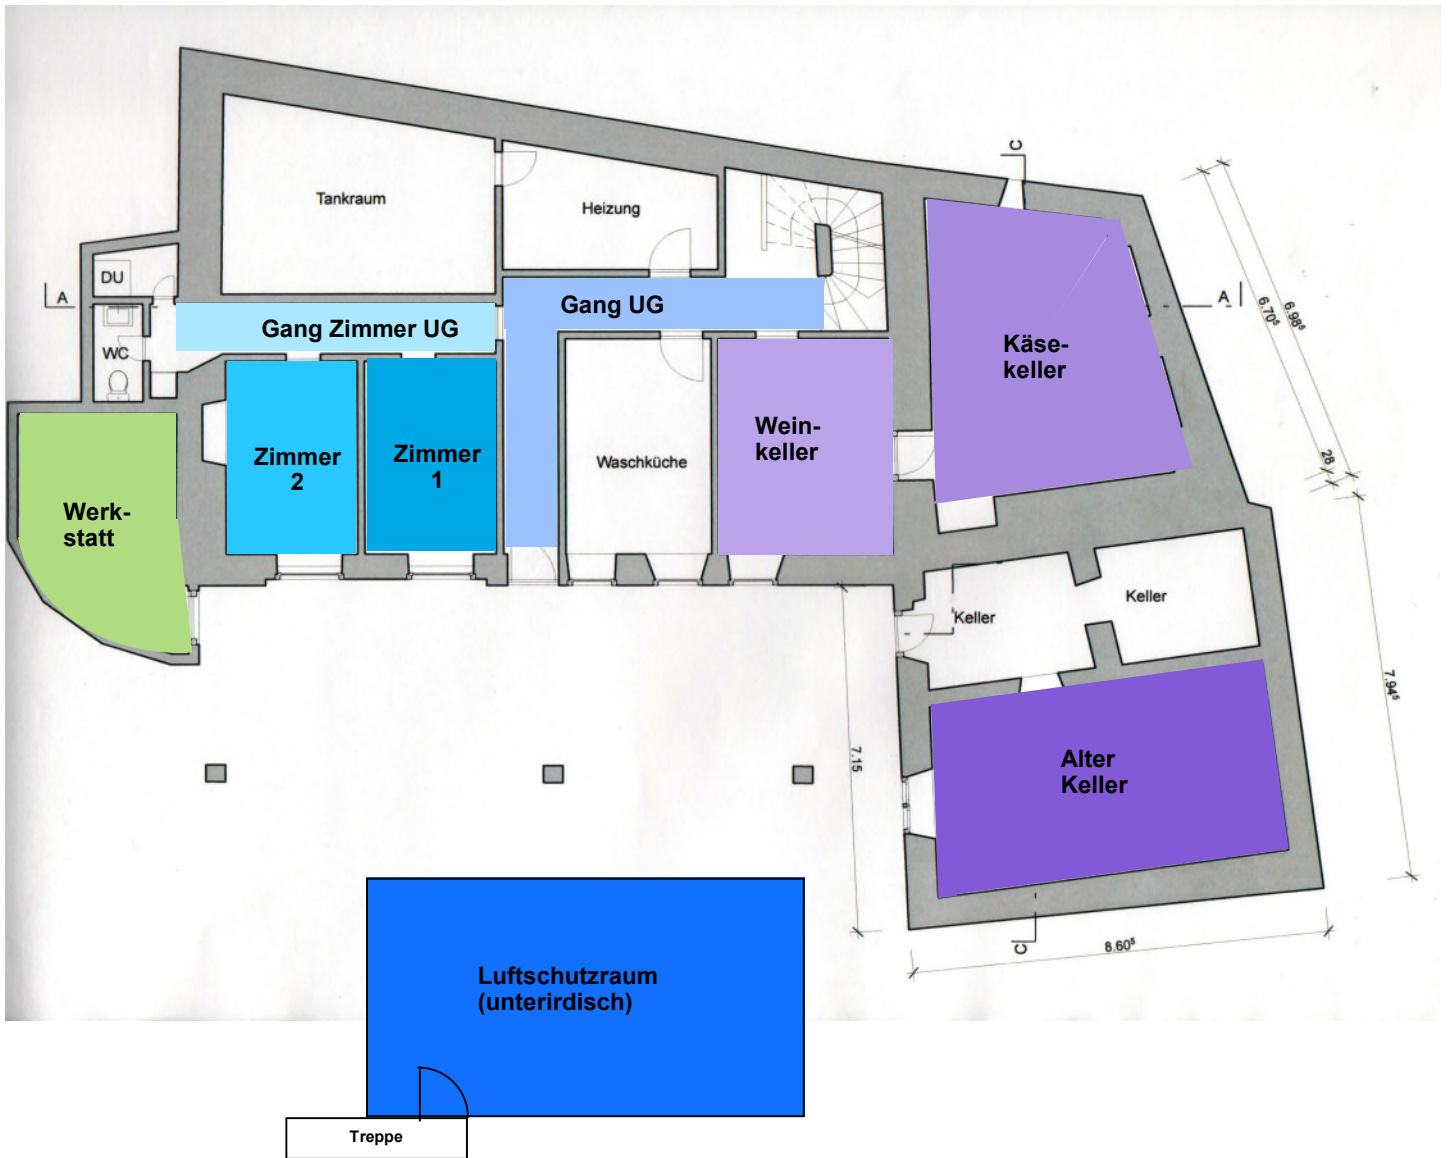 C
Tankraum
Heizung
DU
A
Gang UG
A
6.70⁵
6.98⁵
Gang Zimmer UG
WC
Käse-
keller
Wein-
keller
Zimmer
2
Zimmer
1
Waschküche
28
Werk-
statt
Keller
Keller
7.94⁵
7.15
Alter
Keller
C
8.60⁵
Luftschutzraum
(unterirdisch)
Treppe